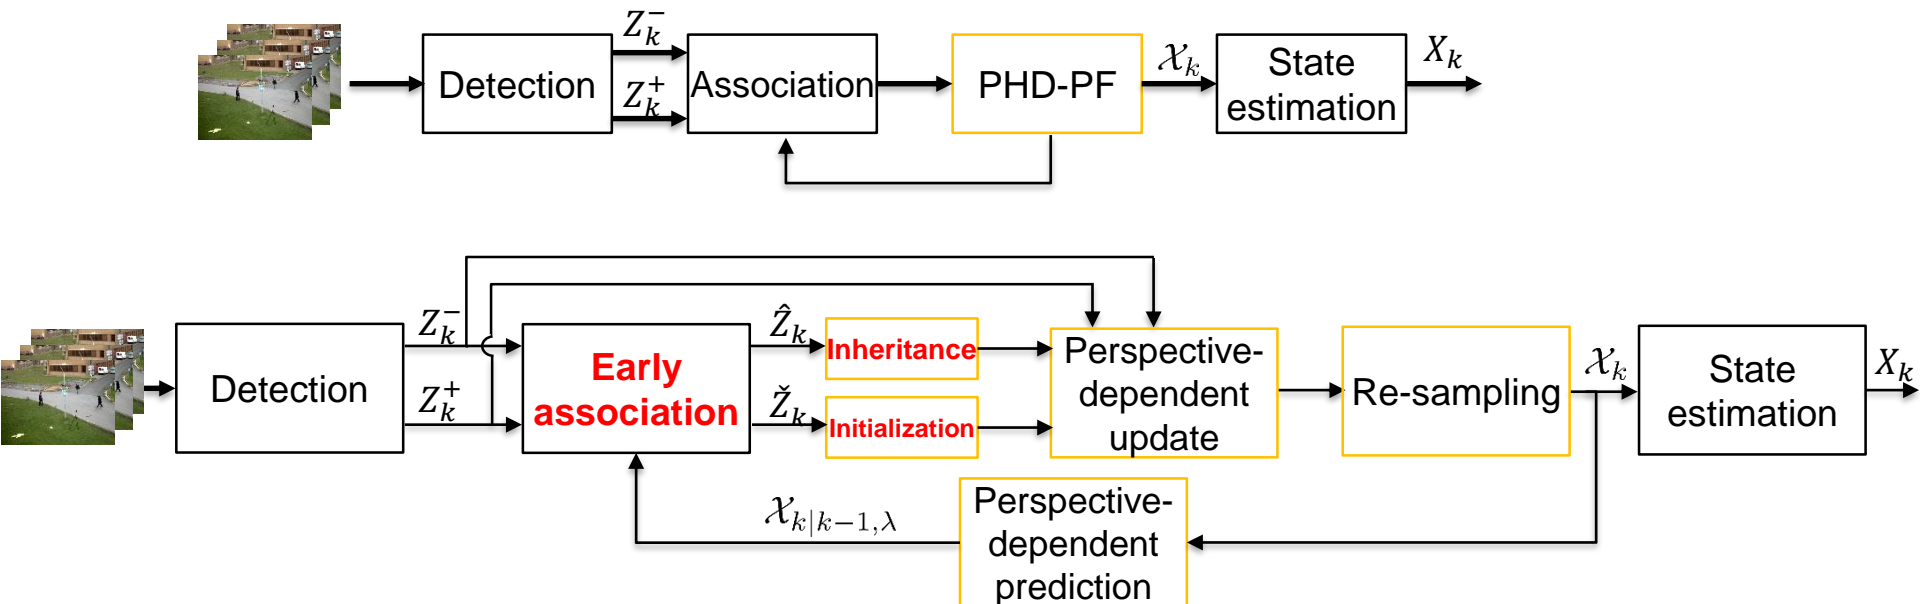 Detection
Z_k^-
Z_k^+
Association
PHD-PF
𝒳_k
State
estimation
X_k
Detection
Z_k^-
Z_k^+
Early
association
Ẑ_k
Ž_k
Inheritance
Initialization
Perspective-
dependent
update
Re-sampling
𝒳_k
State
estimation
X_k
𝒳_{k|k−1,λ}
Perspective-
dependent
prediction